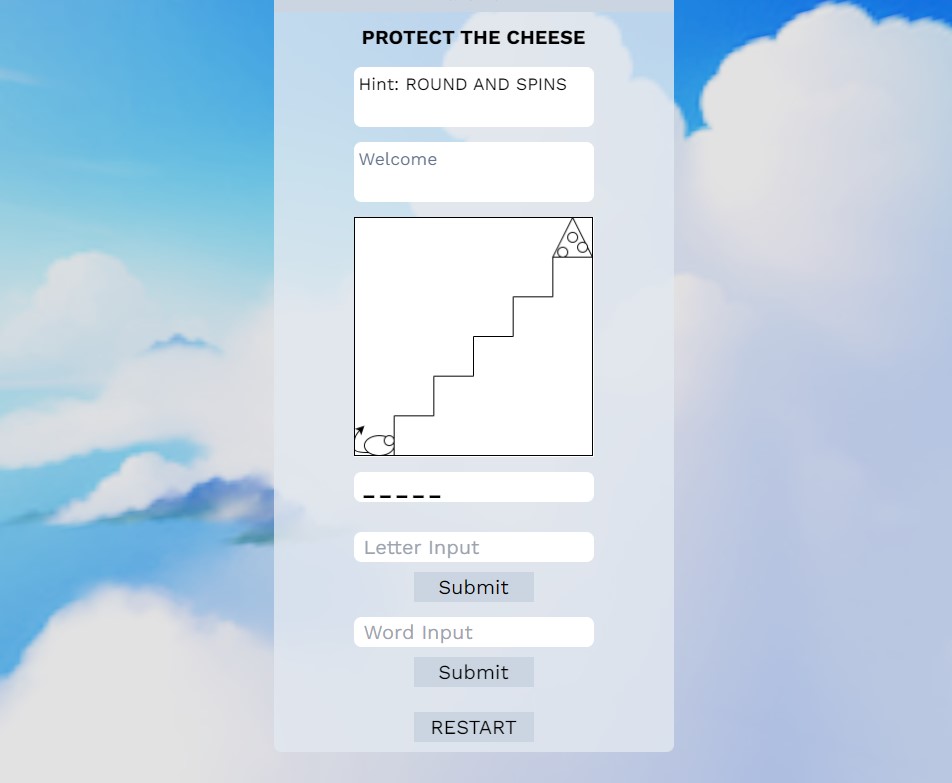 PROTECT THE CHEESE
Hint: ROUND AND SPINS
Welcome
_ _ _ _ _
Letter Input
Submit
Word Input
Submit
RESTART